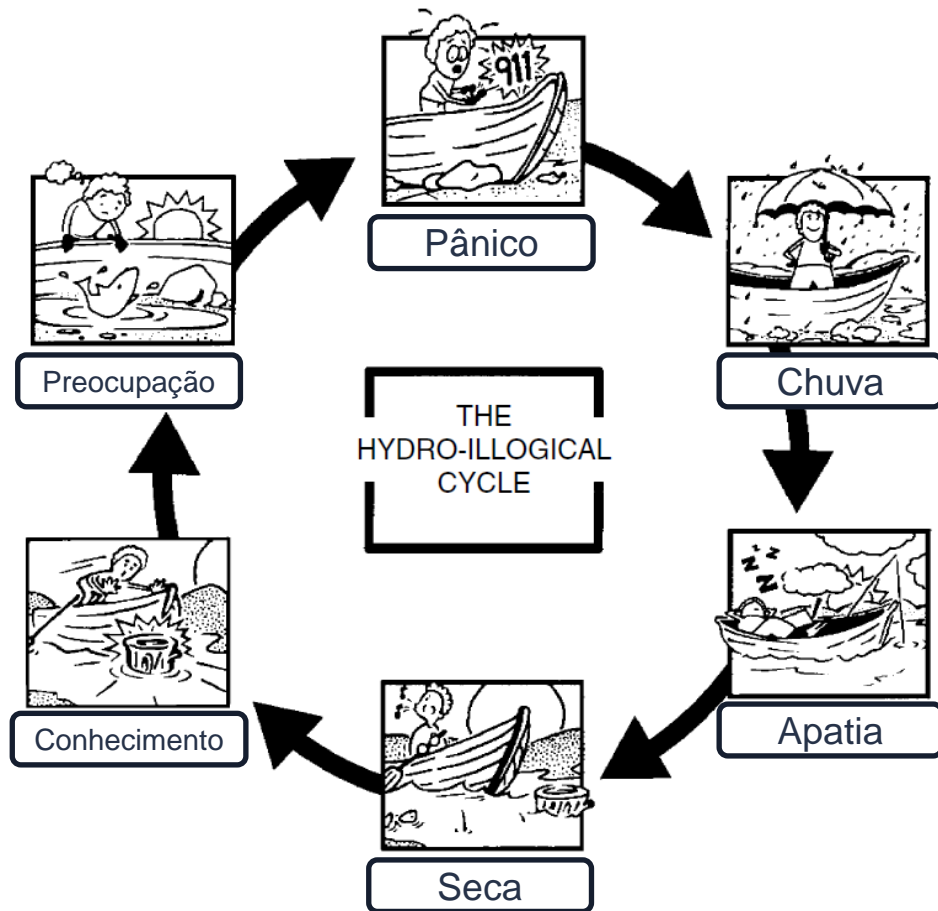 911
Pânico
Chuva
Preocupação
THE
HYDRO-ILLOGICAL
CYCLE
z z
Z
Z
Apatia
Conhecimento
Seca